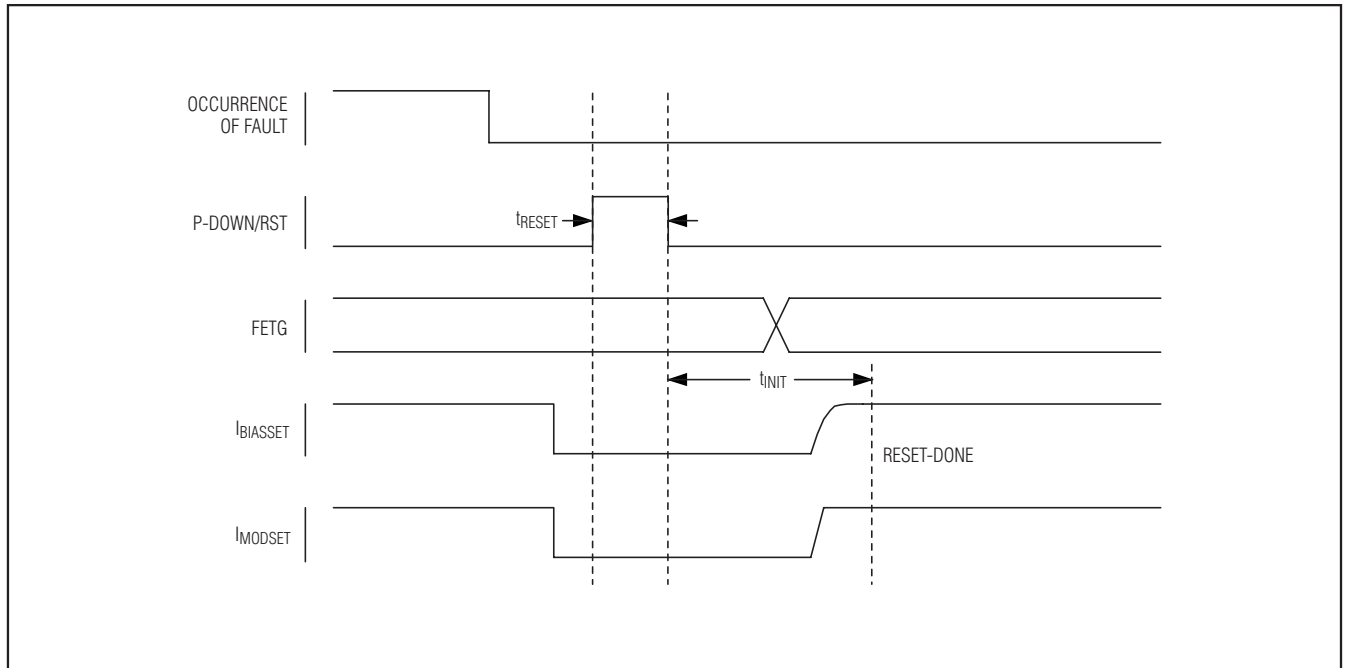 OCCURRENCE
OF FAULT
P-DOWN/RST
tRESET
FETG
tINIT
IBIASSET
RESET-DONE
IMODSET